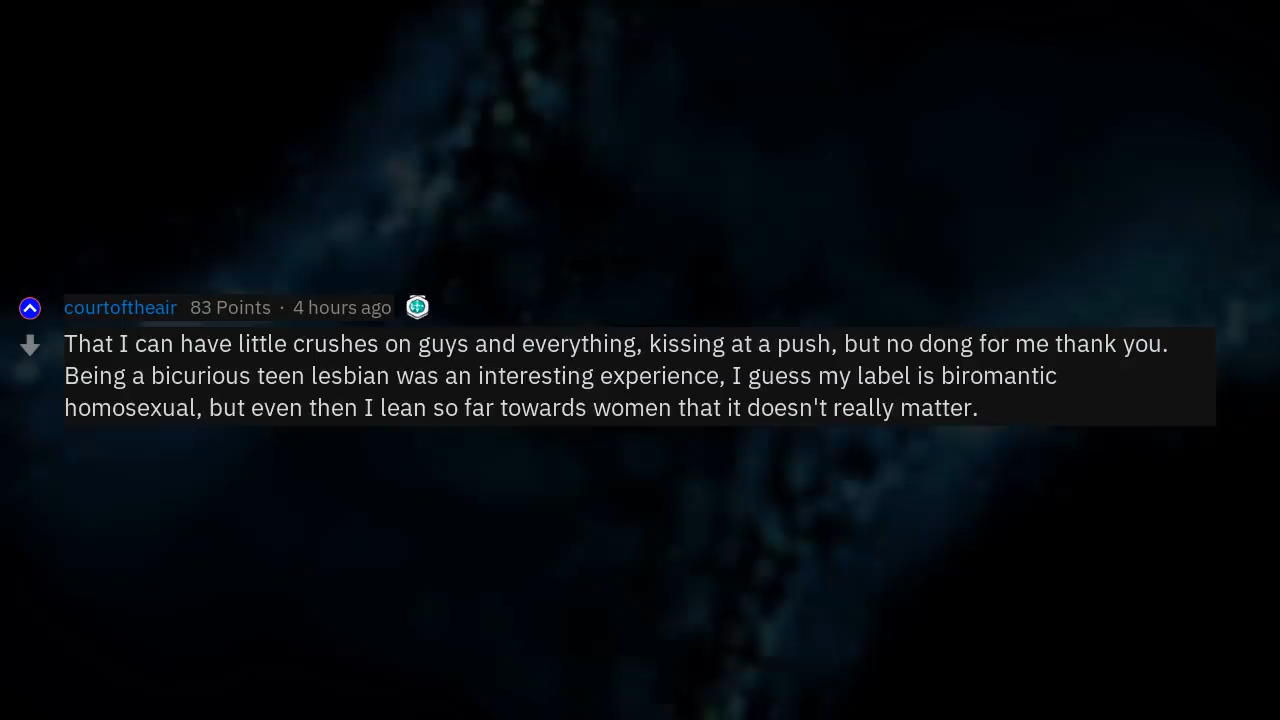 courtoftheair 83 Points · 4 hours ago
That I can have little crushes on guys and everything, kissing at a push, but no dong for me thank you.
Being a bicurious teen lesbian was an interesting experience, I guess my label is biromantic
homosexual, but even then I lean so far towards women that it doesn't really matter.